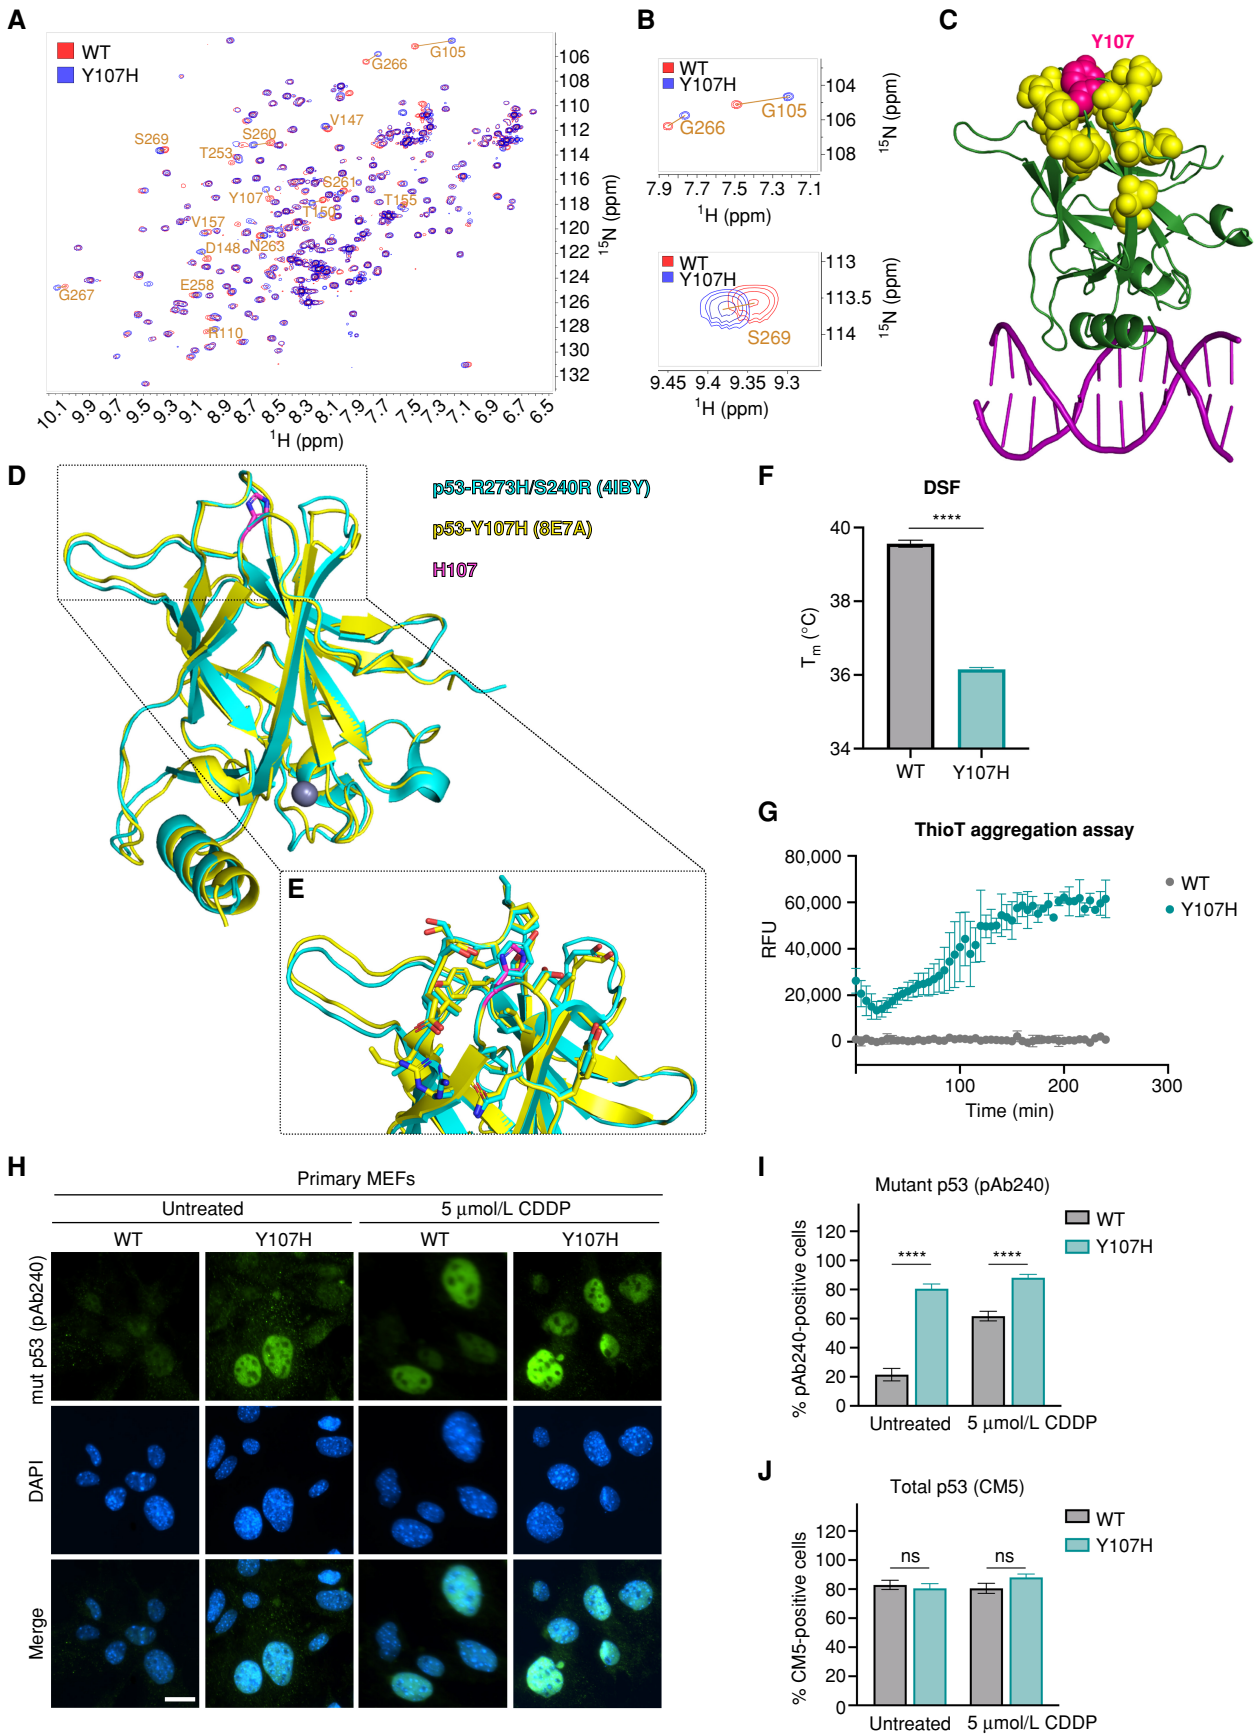 A
WT
Y107H
G105
G266
V147
S260
S269
T253
S261
Y107
T150
T155
V157
D148
N263
E258
G267
R110
106
110
112
114
116
118
120
122
124
126
128
130
132
15N (ppm)
10.1 9.9 9.7 9.5 9.3 9.1 8.9 8.7 8.5 8.3 8.1 7.9 7.7 7.5 7.3 7.1 6.9 6.7 6.5
1H (ppm)
B
WT
Y107H
G266
G105
104
106
108
15N (ppm)
7.9 7.7 7.5 7.3 7.1
1H (ppm)
WT
Y107H
S269
113
113.5
114
15N (ppm)
9.45 9.4 9.35 9.3
1H (ppm)
C
Y107
D
p53-R273H/S240R (4IBY)
p53-Y107H (8E7A)
H107
E
F
DSF
****
40
38
36
34
Tm (°C)
WT Y107H
G
ThioT aggregation assay
80,000
60,000
40,000
20,000
0
RFU
100 200 300
Time (min)
WT
Y107H
H
Primary MEFs
Untreated 5 μmol/L CDDP
WT Y107H WT Y107H
mut p53 (pAb240)
DAPI
Merge
I
Mutant p53 (pAb240)
120
100
80
60
40
20
0
% pAb240-positive cells
**** ****
WT
Y107H
Untreated 5 μmol/L CDDP
J
Total p53 (CM5)
120
100
80
60
40
20
0
% CM5-positive cells
ns ns
WT
Y107H
Untreated 5 μmol/L CDDP